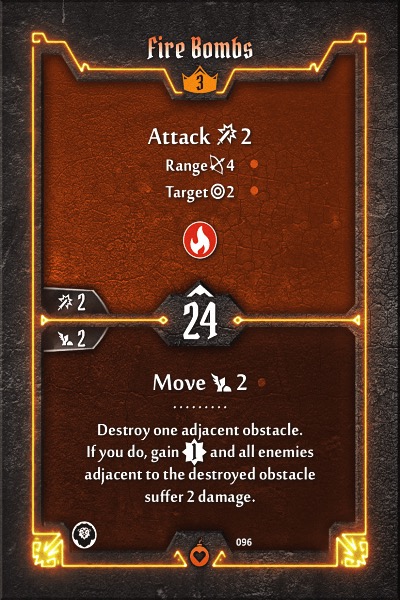 Fire Bombs
3
Attack 2
Range 4
Target 2
2
24
2
Move 2
Destroy one adjacent obstacle.
If you do, gain 1 and all enemies
adjacent to the destroyed obstacle
suffer 2 damage.
096